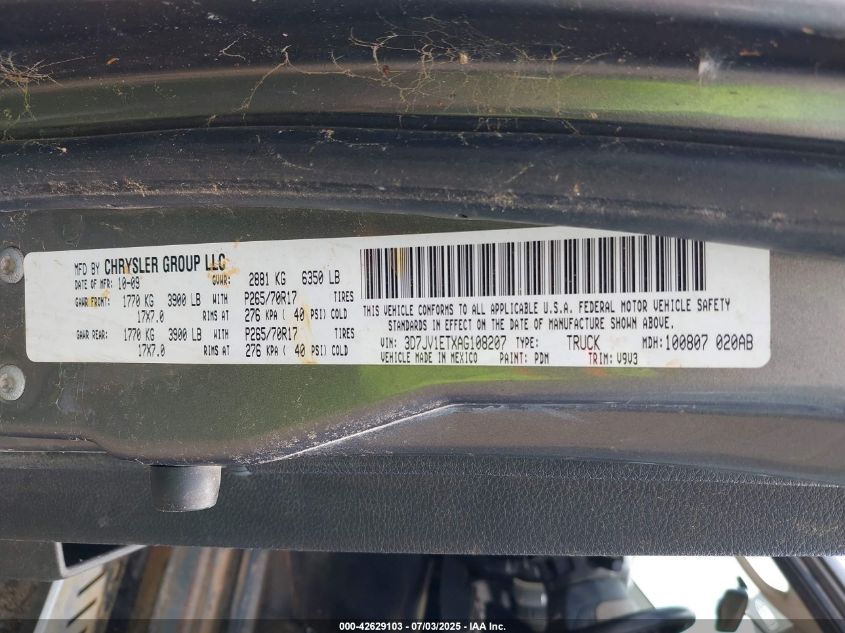 MFD BY CHRYSLER GROUP LLC
DATE OF MFR: 10-09 GVWR: 2881 KG 6350 LB
GAWR FRONT: 1770 KG 3900 LB WITH P265/70R17 TIRES
17X7.0 RIMS AT 276 KPA ( 40 PSI) COLD
GAWR REAR: 1770 KG 3900 LB WITH P265/70R17 TIRES
17X7.0 RIMS AT 276 KPA ( 40 PSI) COLD
THIS VEHICLE CONFORMS TO ALL APPLICABLE U.S.A. FEDERAL MOTOR VEHICLE SAFETY
STANDARDS IN EFFECT ON THE DATE OF MANUFACTURE SHOWN ABOVE.
VIN: 3D7JV1ETXAG108207 TYPE: TRUCK MDH: 100807 020AB
VEHICLE MADE IN MEXICO PAINT: PDM TRIM: V9V3
000-42629103 - 07/03/2025 - IAA Inc.